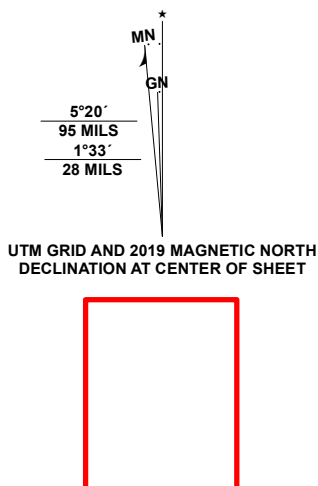 MN
GN
5°20´
95 MILS
1°33´
28 MILS
UTM GRID AND 2019 MAGNETIC NORTH
DECLINATION AT CENTER OF SHEET